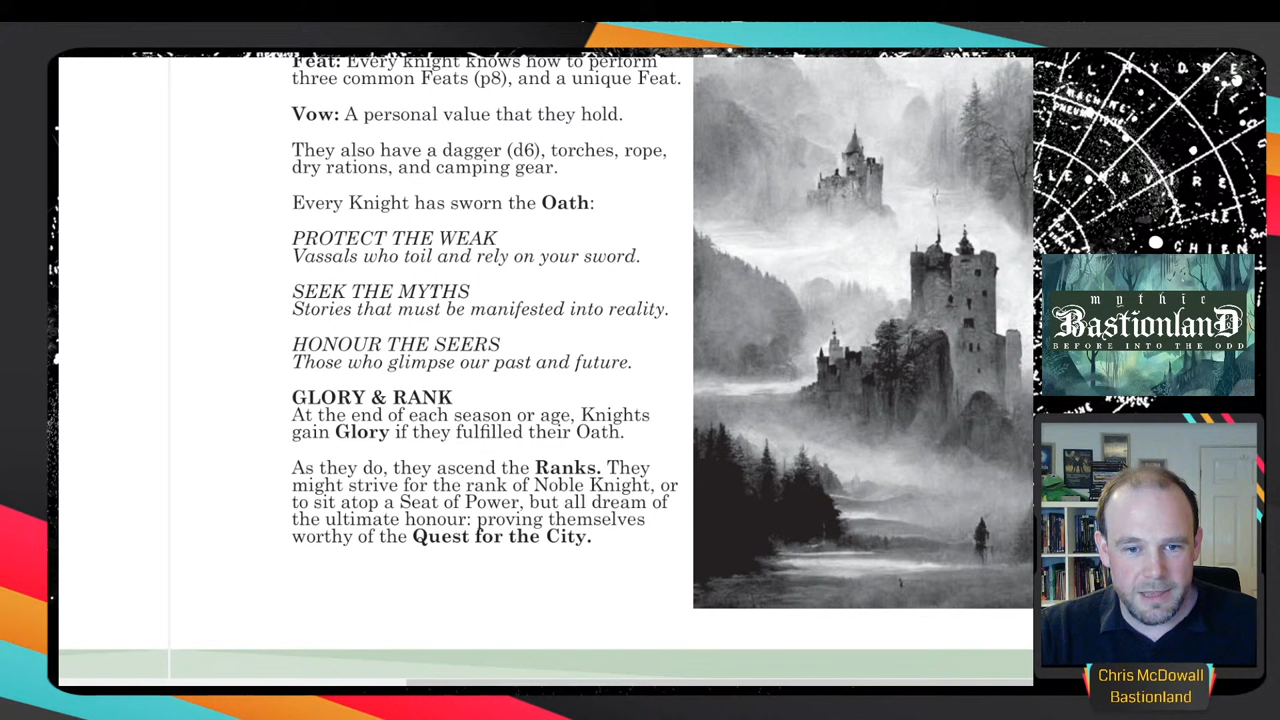 Feat: Every knight knows how to perform
three common Feats (p8), and a unique Feat.
Vow: A personal value that they hold.
They also have a dagger (d6), torches, rope,
dry rations, and camping gear.
Every Knight has sworn the Oath:
PROTECT THE WEAK
Vassals who toil and rely on your sword.
SEEK THE MYTHS
Stories that must be manifested into reality.
HONOUR THE SEERS
Those who glimpse our past and future.
GLORY & RANK
At the end of each season or age, Knights
gain Glory if they fulfilled their Oath.
As they do, they ascend the Ranks. They
might strive for the rank of Noble Knight, or
to sit atop a Seat of Power, but all dream of
the ultimate honour: proving themselves
worthy of the Quest for the City.
L HYDRE
MACHINE
PNEUMATIQUE
CHIEN
mythic
BastionlanD
BEFORE INTO THE ODD
Chris McDowall
Bastionland